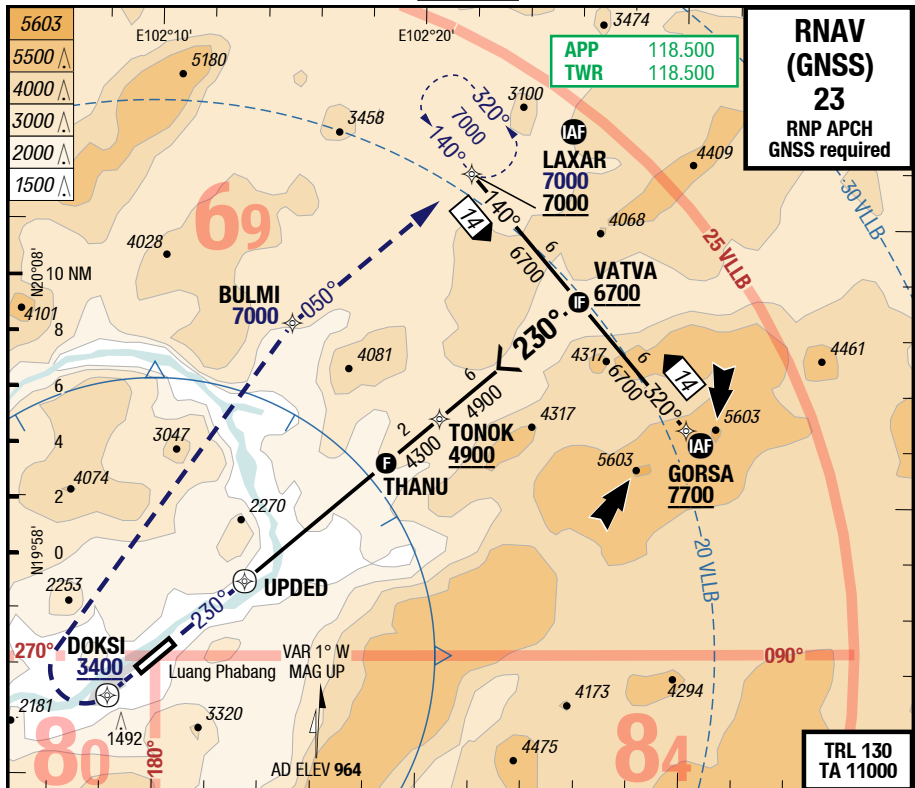 5603
5500
4000
3000
2000
1500
E102°10'
E102°20'
3474
APP 118.500
TWR 118.500
RNAV
(GNSS)
23
RNP APCH
GNSS required
5180
3458
320°
7000
140°
3100
IAF
LAXAR
7000
7000
4409
30 VLLB
25 VLLB
69
4028
140°
14
6
6700
4068
VATVA
6700
IF
N20°08'
10 NM
4101
BULMI
7000
050°
230°
8
4081
4317
6
6700
14
320°
4461
6
6
4900
TONOK
4900
4317
5603
5603
IAF
GORSA
7700
3047
4
2
4300
F
THANU
4074
2
2270
N19°58'
0
UPDED
20 VLLB
2253
230°
270°
DOKSI
3400
VAR 1° W
MAG UP
Luang Phabang
090°
2181
1492
3320
180°
80
4173
4294
84
4475
AD ELEV 964
TRL 130
TA 11000